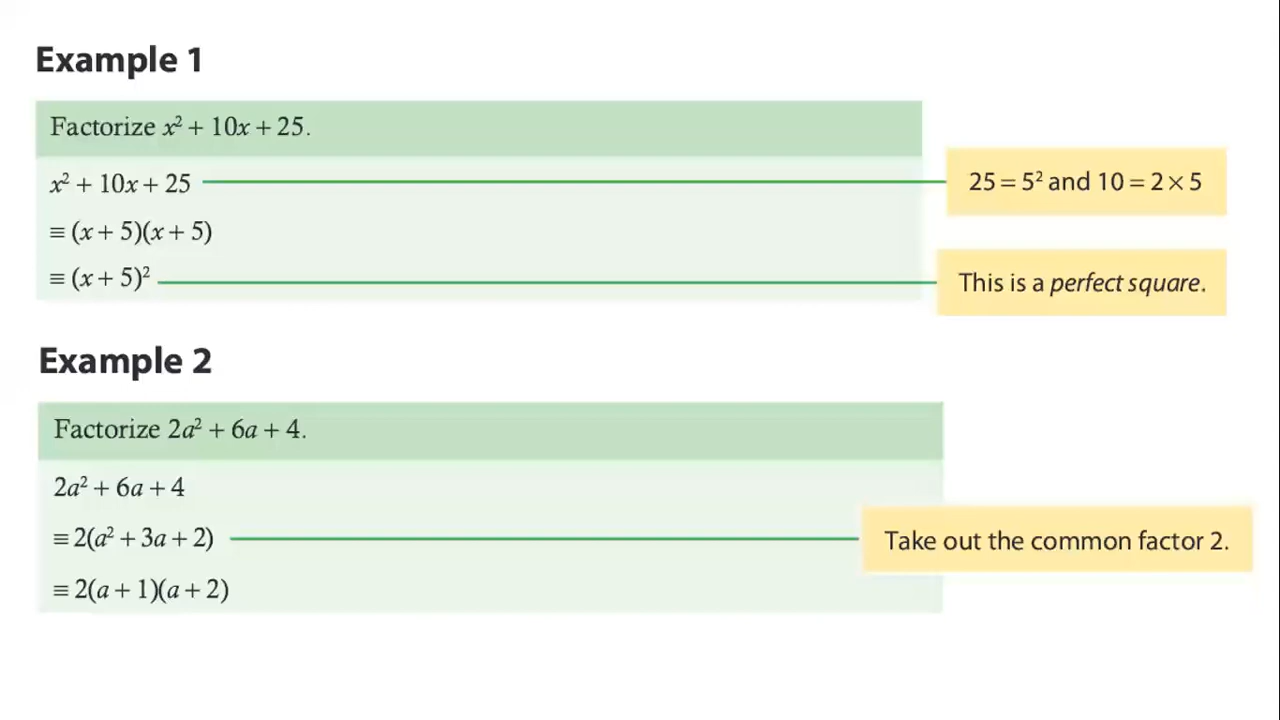 Example 1
Factorize x² + 10x + 25.
x² + 10x + 25
25 = 5² and 10 = 2 × 5
≡ (x + 5)(x + 5)
≡ (x + 5)²
This is a perfect square.
Example 2
Factorize 2a² + 6a + 4.
2a² + 6a + 4
≡ 2(a² + 3a + 2)
Take out the common factor 2.
≡ 2(a + 1)(a + 2)